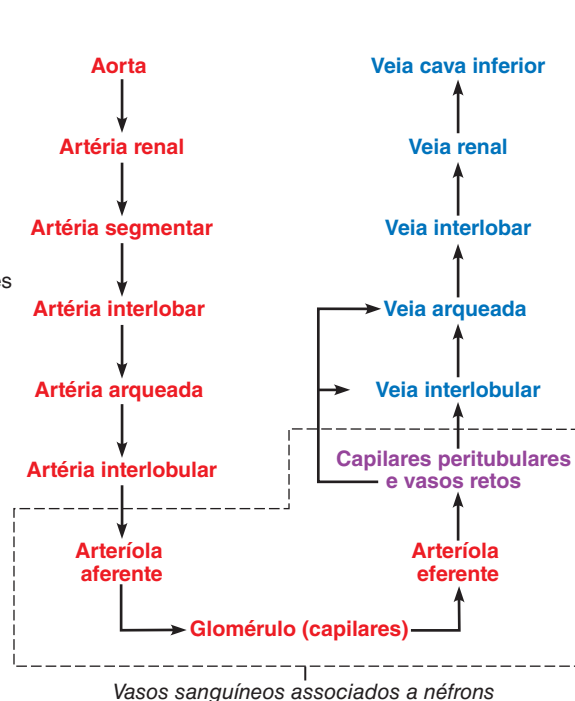 Aorta
Artéria renal
Artéria segmentar
Artéria interlobar
Artéria arqueada
Artéria interlobular
Arteríola
aferente
Glomérulo (capilares)
Arteríola
eferente
Capilares peritubulares
e vasos retos
Veia interlobular
Veia arqueada
Veia interlobar
Veia renal
Veia cava inferior
Vasos sanguíneos associados a néfrons